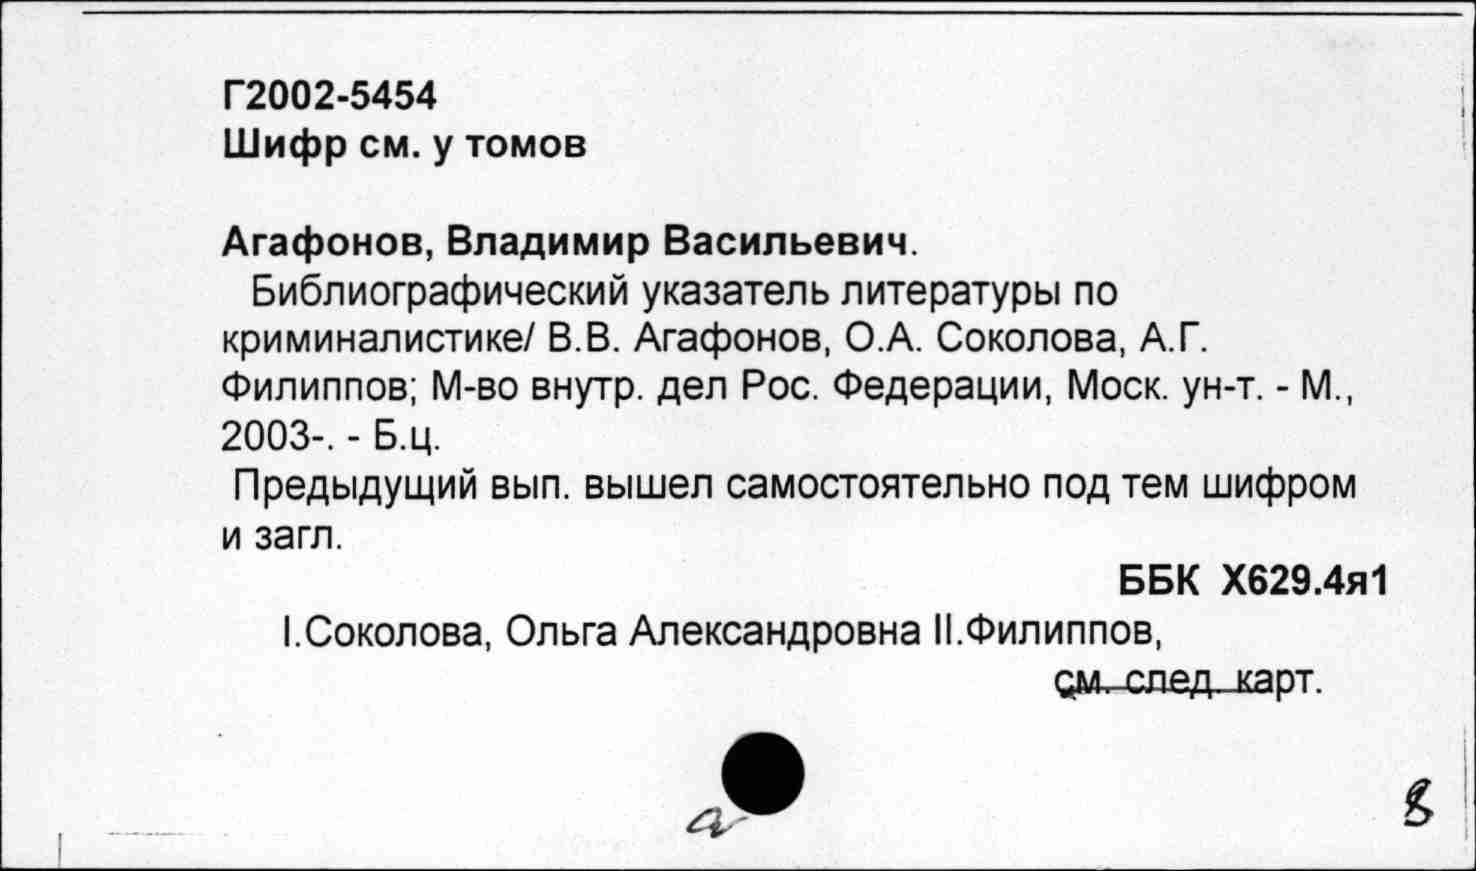 Г2002-5454
Шифр см. у томов
Агафонов, Владимир Васильевич.
Библиографический указатель литературы по
криминалистике/ В.В. Агафонов, О.А. Соколова, А.Г.
Филиппов; М-во внутр. дел Рос. Федерации, Моск. ун-т. - М.,
2003-. - Б.ц.
Предыдущий вып. вышел самостоятельно под тем шифром
и загл.
ББК Х629.4я1
I.Соколова, Ольга Александровна II.Филиппов,
см. след. карт.
а
8